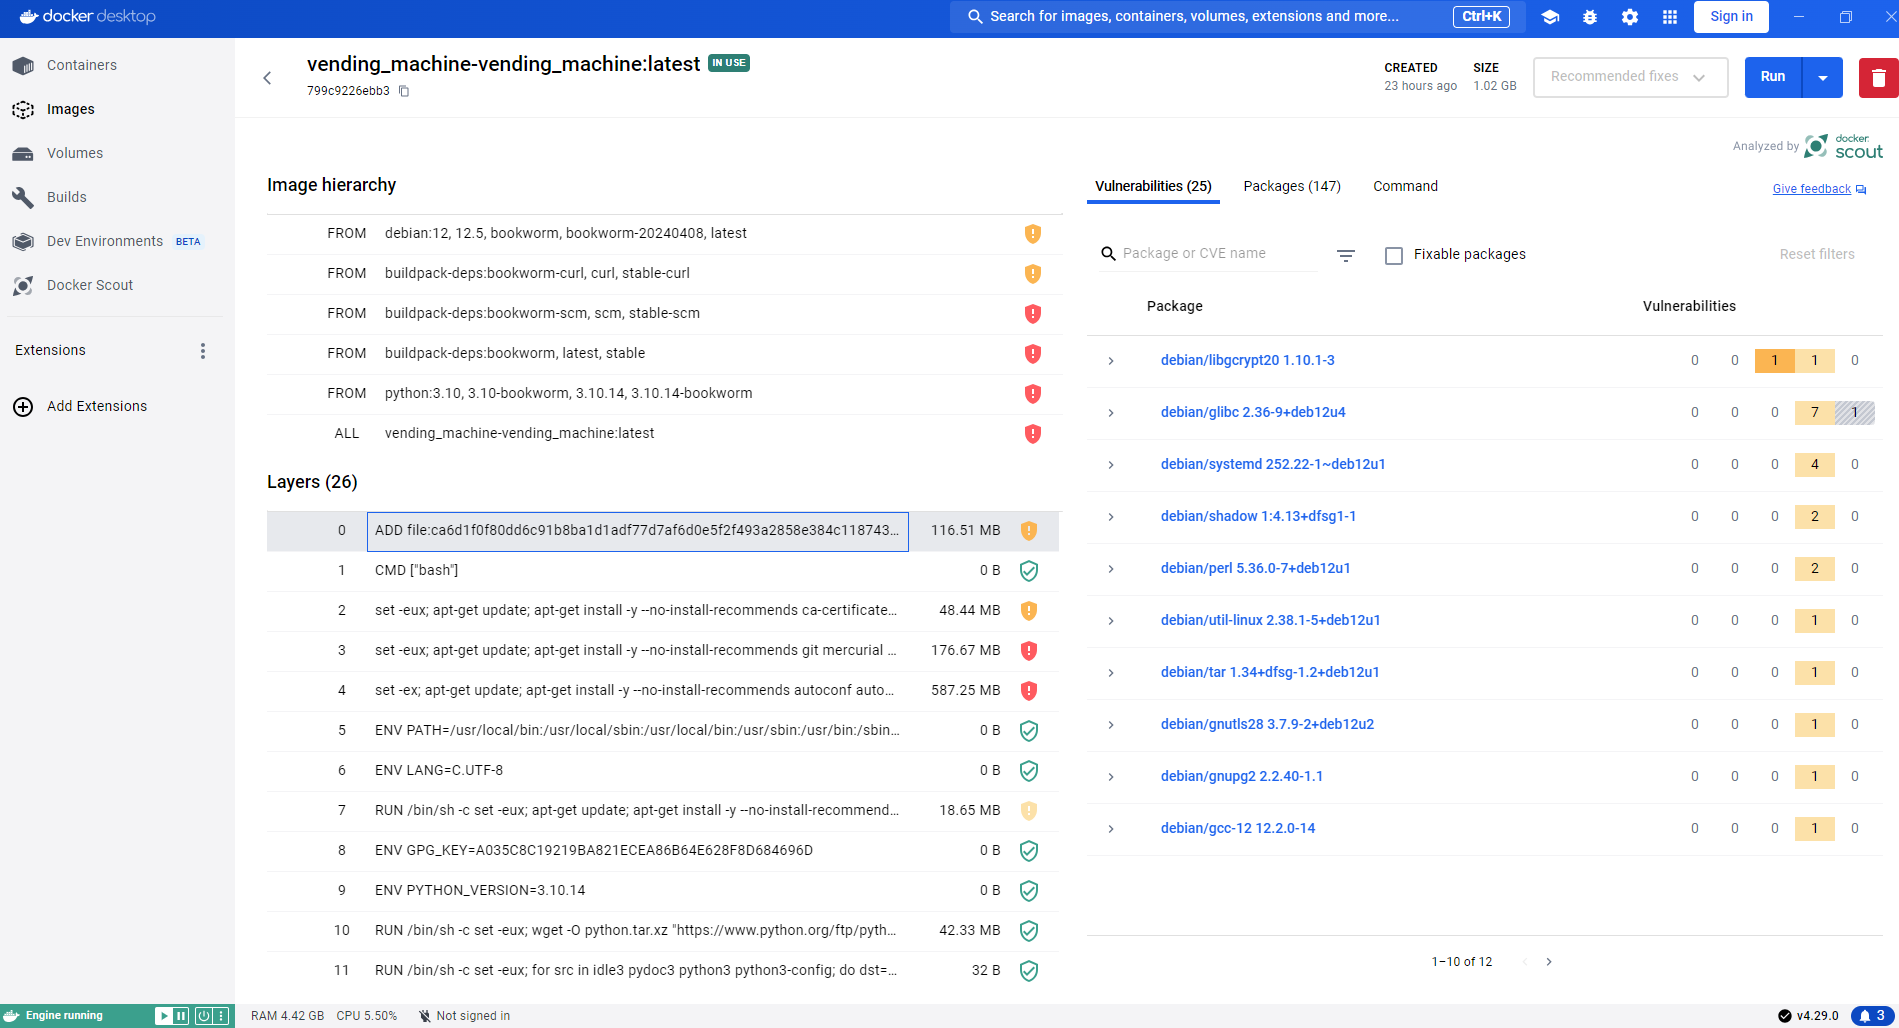 docker desktop
Search for images, containers, volumes, extensions and more...
Ctrl+K
Sign in
Containers
Images
Volumes
Builds
Dev Environments BETA
Docker Scout
Extensions
Add Extensions
vending_machine-vending_machine:latest IN USE
799c9226ebb3
CREATED
23 hours ago
SIZE
1.02 GB
Recommended fixes
Run
Analyzed by docker scout
Give feedback
Image hierarchy
FROM debian:12, 12.5, bookworm, bookworm-20240408, latest
FROM buildpack-deps:bookworm-curl, curl, stable-curl
FROM buildpack-deps:bookworm-scm, scm, stable-scm
FROM buildpack-deps:bookworm, latest, stable
FROM python:3.10, 3.10-bookworm, 3.10.14, 3.10.14-bookworm
ALL vending_machine-vending_machine:latest
Layers (26)
0 ADD file:ca6d1f0f80dd6c91b8ba1d1adf77d7af6d0e5f2f493a2858e384c118743... 116.51 MB
1 CMD ["bash"] 0 B
2 set -eux; apt-get update; apt-get install -y --no-install-recommends ca-certificate... 48.44 MB
3 set -eux; apt-get update; apt-get install -y --no-install-recommends git mercurial ... 176.67 MB
4 set -ex; apt-get update; apt-get install -y --no-install-recommends autoconf auto... 587.25 MB
5 ENV PATH=/usr/local/bin:/usr/local/sbin:/usr/local/bin:/usr/sbin:/usr/bin:/sbin... 0 B
6 ENV LANG=C.UTF-8 0 B
7 RUN /bin/sh -c set -eux; apt-get update; apt-get install -y --no-install-recommend... 18.65 MB
8 ENV GPG_KEY=A035C8C19219BA821ECEA86B64E628F8D684696D 0 B
9 ENV PYTHON_VERSION=3.10.14 0 B
10 RUN /bin/sh -c set -eux; wget -O python.tar.xz "https://www.python.org/ftp/pyth... 42.33 MB
11 RUN /bin/sh -c set -eux; for src in idle3 pydoc3 python3 python3-config; do dst=... 32 B
Vulnerabilities (25)
Packages (147)
Command
Package or CVE name
Fixable packages
Reset filters
Package Vulnerabilities
debian/libgcrypt20 1.10.1-3 0 0 1 1 0
debian/glibc 2.36-9+deb12u4 0 0 0 7 1
debian/systemd 252.22-1~deb12u1 0 0 0 4 0
debian/shadow 1:4.13+dfsg1-1 0 0 0 2 0
debian/perl 5.36.0-7+deb12u1 0 0 0 2 0
debian/util-linux 2.38.1-5+deb12u1 0 0 0 1 0
debian/tar 1.34+dfsg-1.2+deb12u1 0 0 0 1 0
debian/gnutls28 3.7.9-2+deb12u2 0 0 0 1 0
debian/gnupg2 2.2.40-1.1 0 0 0 1 0
debian/gcc-12 12.2.0-14 0 0 0 1 0
1–10 of 12
Engine running
RAM 4.42 GB CPU 5.50% Not signed in
v4.29.0
3